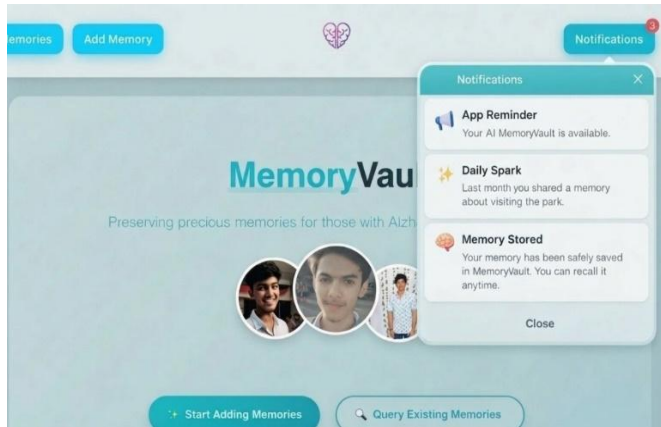 emories
Add Memory
Notifications
3
Notifications
App Reminder
Your AI MemoryVault is available.
Daily Spark
Last month you shared a memory
about visiting the park.
Memory Stored
Your memory has been safely saved
in MemoryVault. You can recall it
anytime.
Close
MemoryVau
Preserving precious memories for those with Alzh
Start Adding Memories
Query Existing Memories